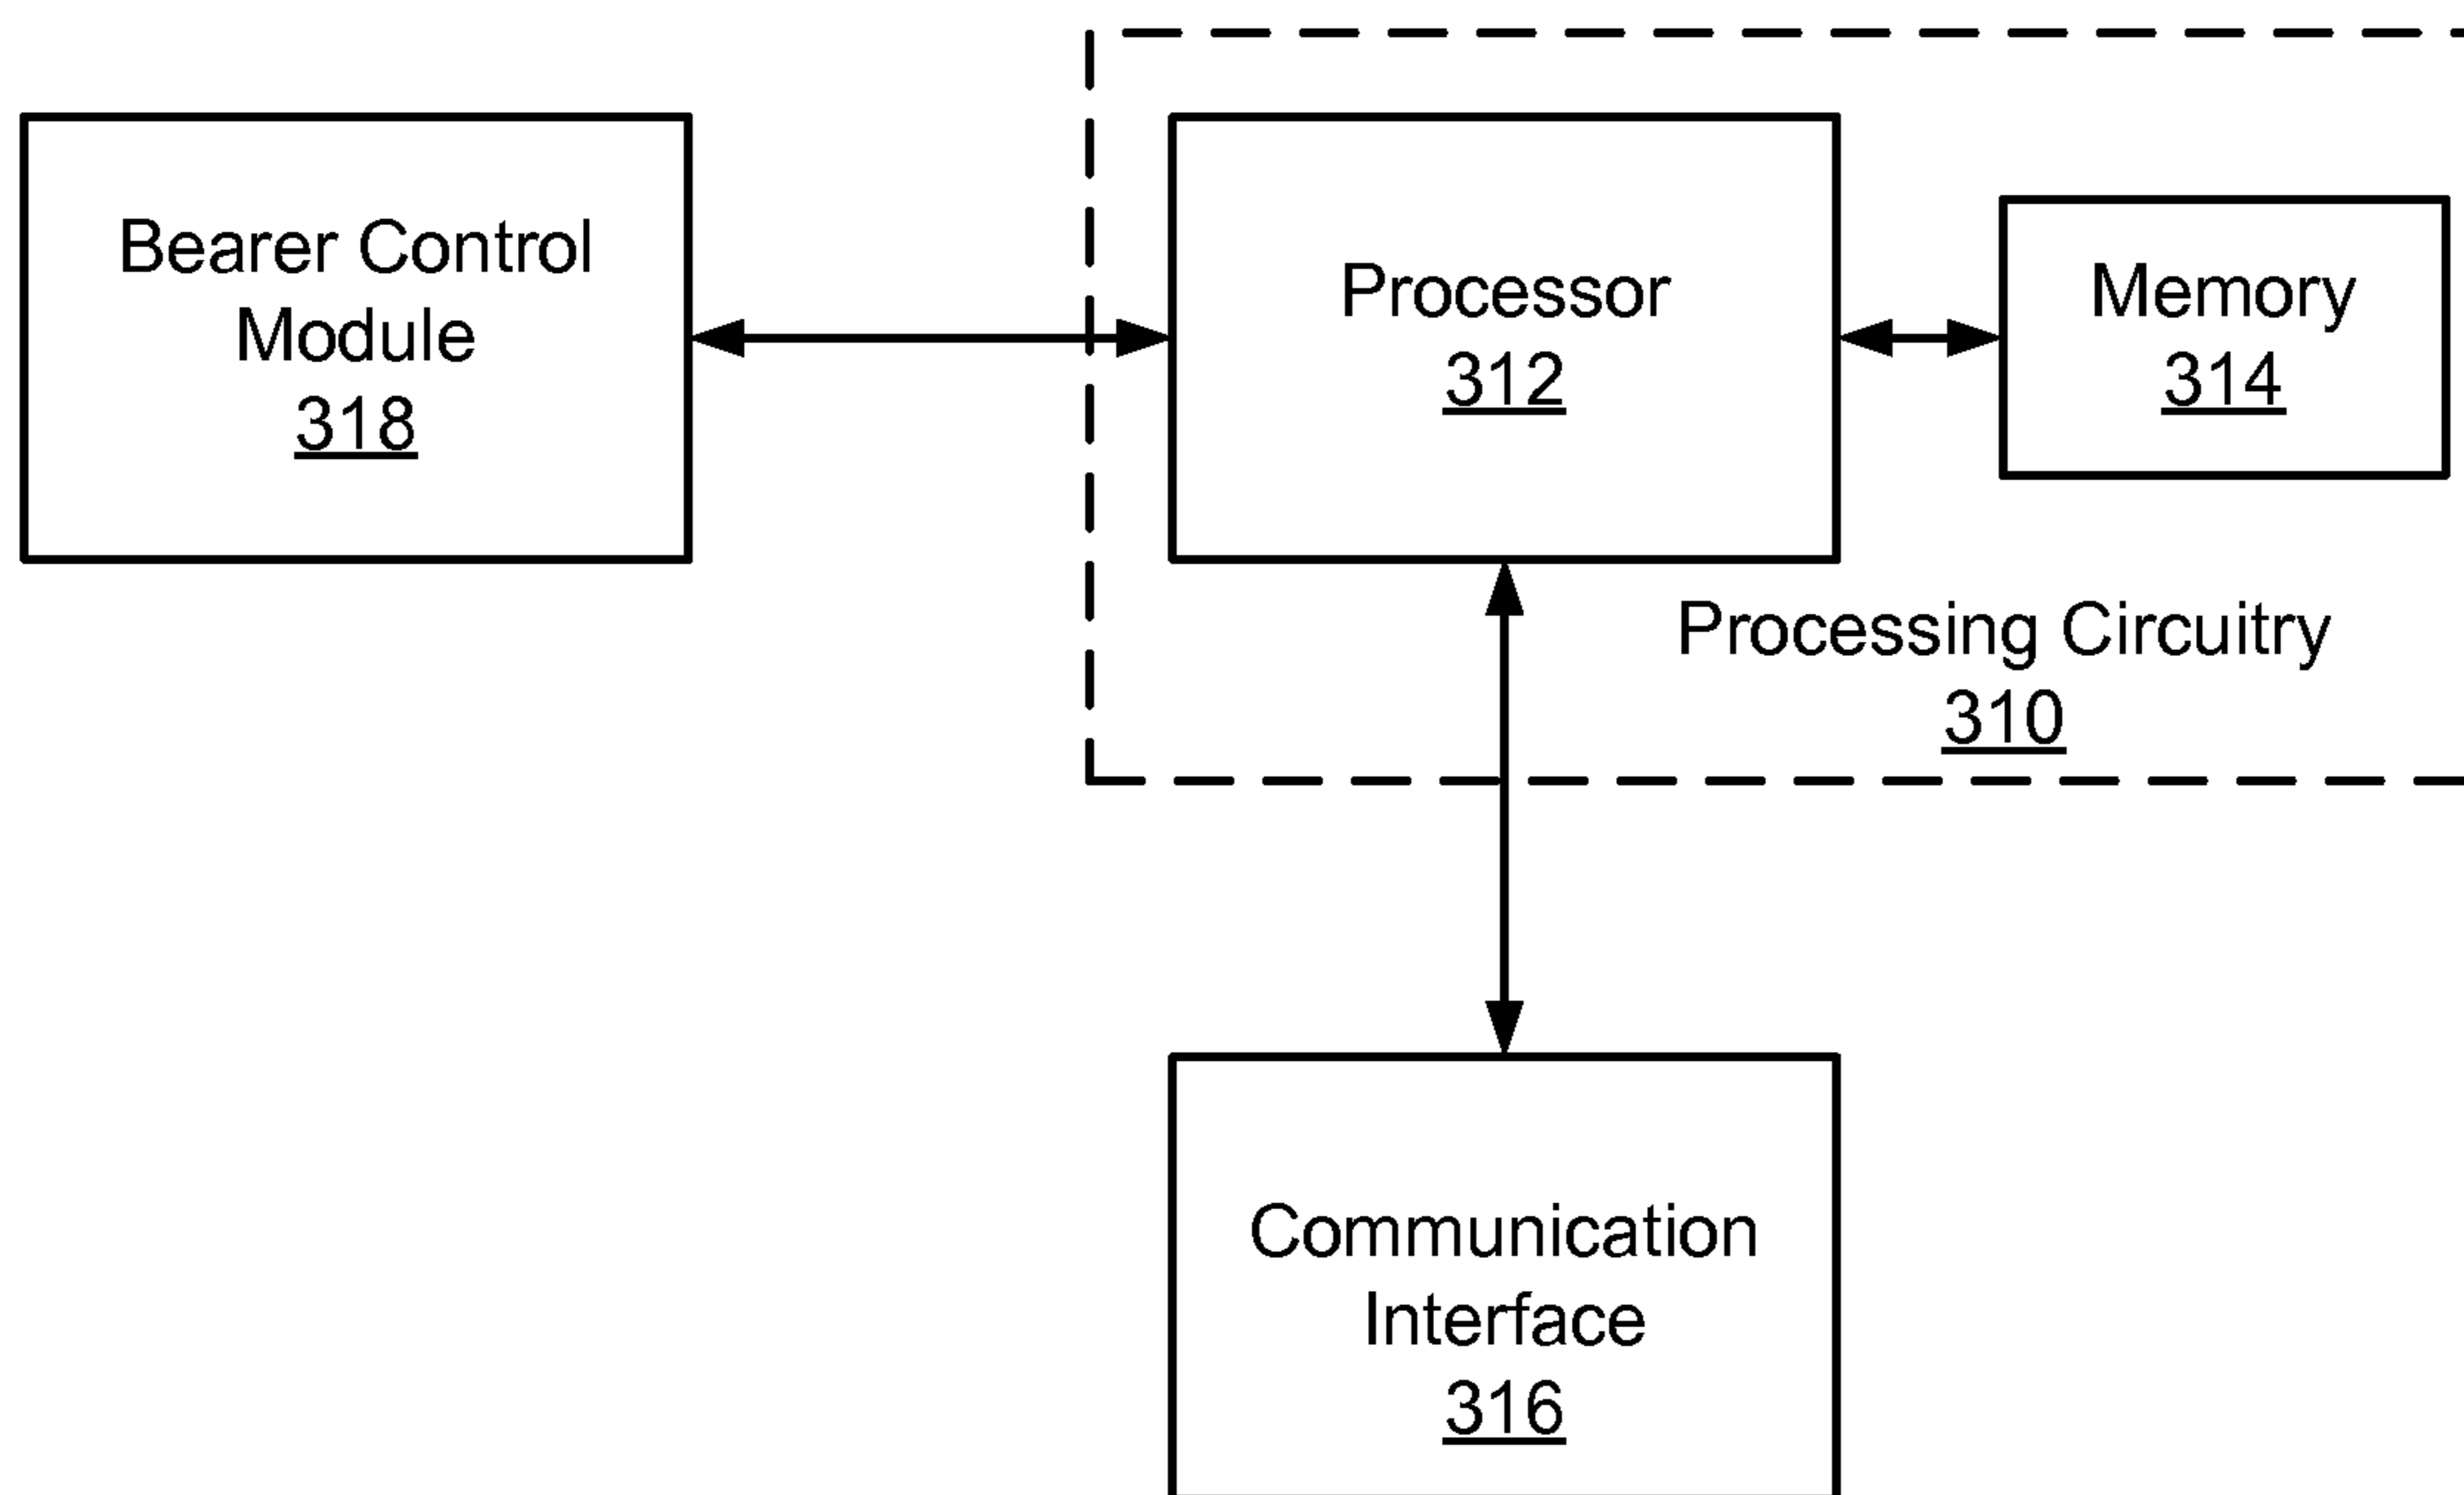 Bearer Control
Module
318
Processor
312
Memory
314
Processing Circuitry
310
Communication
Interface
316